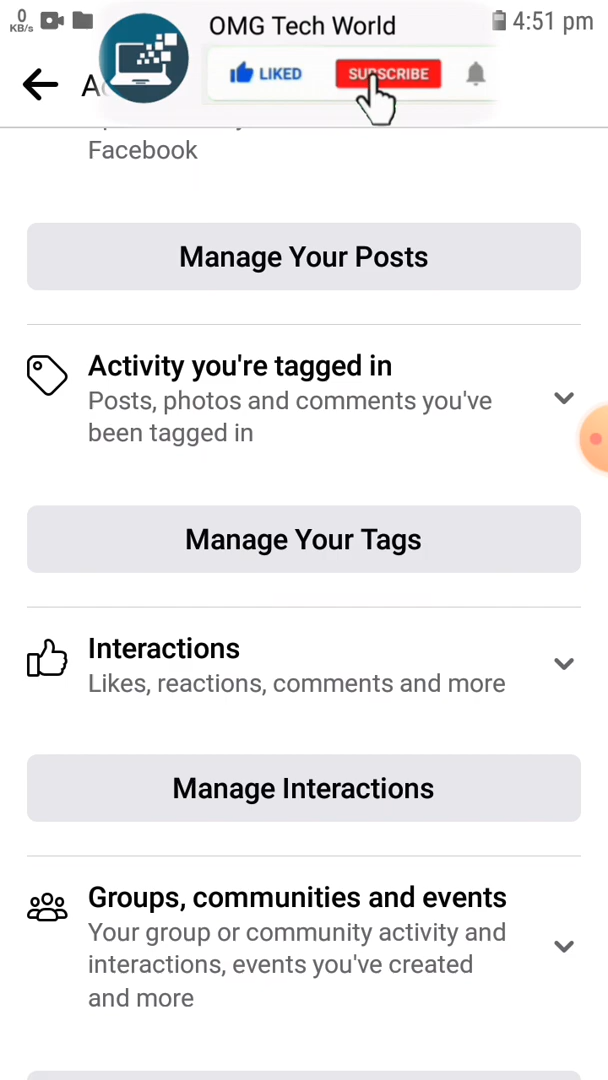 0
KB/s
4:51 pm
OMG Tech World
LIKED
SUBSCRIBE
Facebook
Manage Your Posts
Activity you're tagged in
Posts, photos and comments you've
been tagged in
Manage Your Tags
Interactions
Likes, reactions, comments and more
Manage Interactions
Groups, communities and events
Your group or community activity and
interactions, events you've created
and more